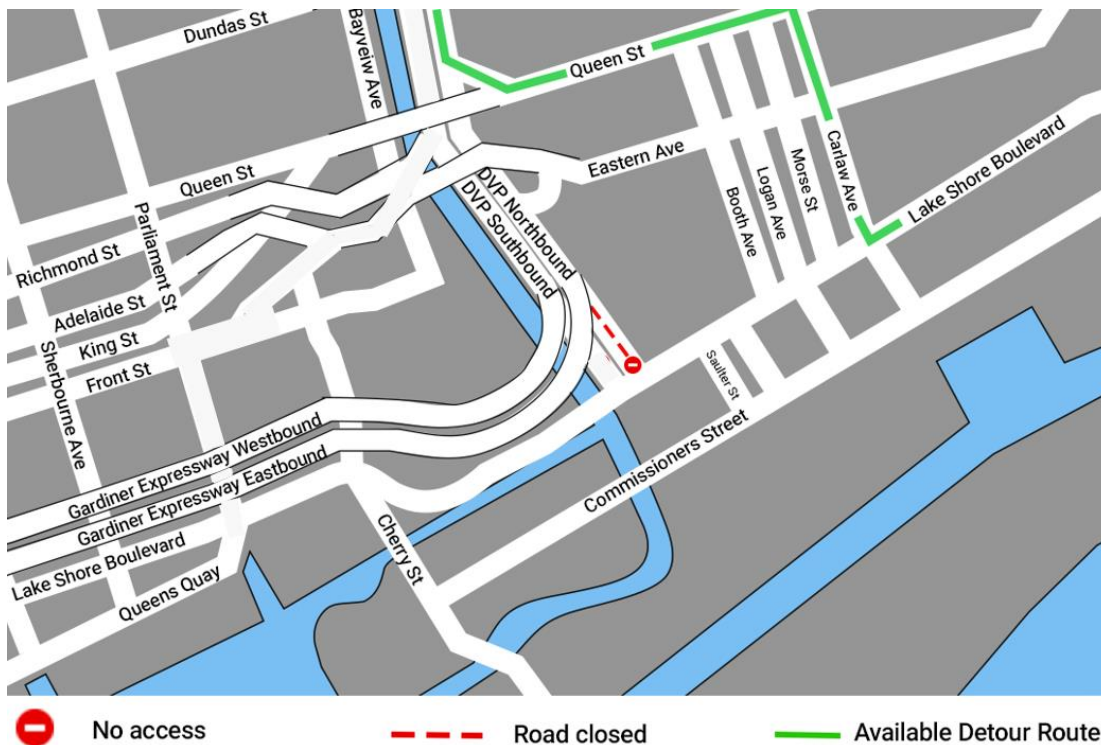 Dundas St
Bayveiw Ave
Queen St
Queen St
Eastern Ave
Carlaw Ave
Lake Shore Boulevard
Morse St
Logan Ave
Booth Ave
DVP Northbound
DVP Southbound
Parliament St
Richmond St
Adelaide St
King St
Front St
Sherbourne Ave
Saulter St
Gardiner Expressway Westbound
Gardiner Expressway Eastbound
Lake Shore Boulevard
Queens Quay
Cherry St
Commissioners Street
No access
Road closed
Available Detour Route